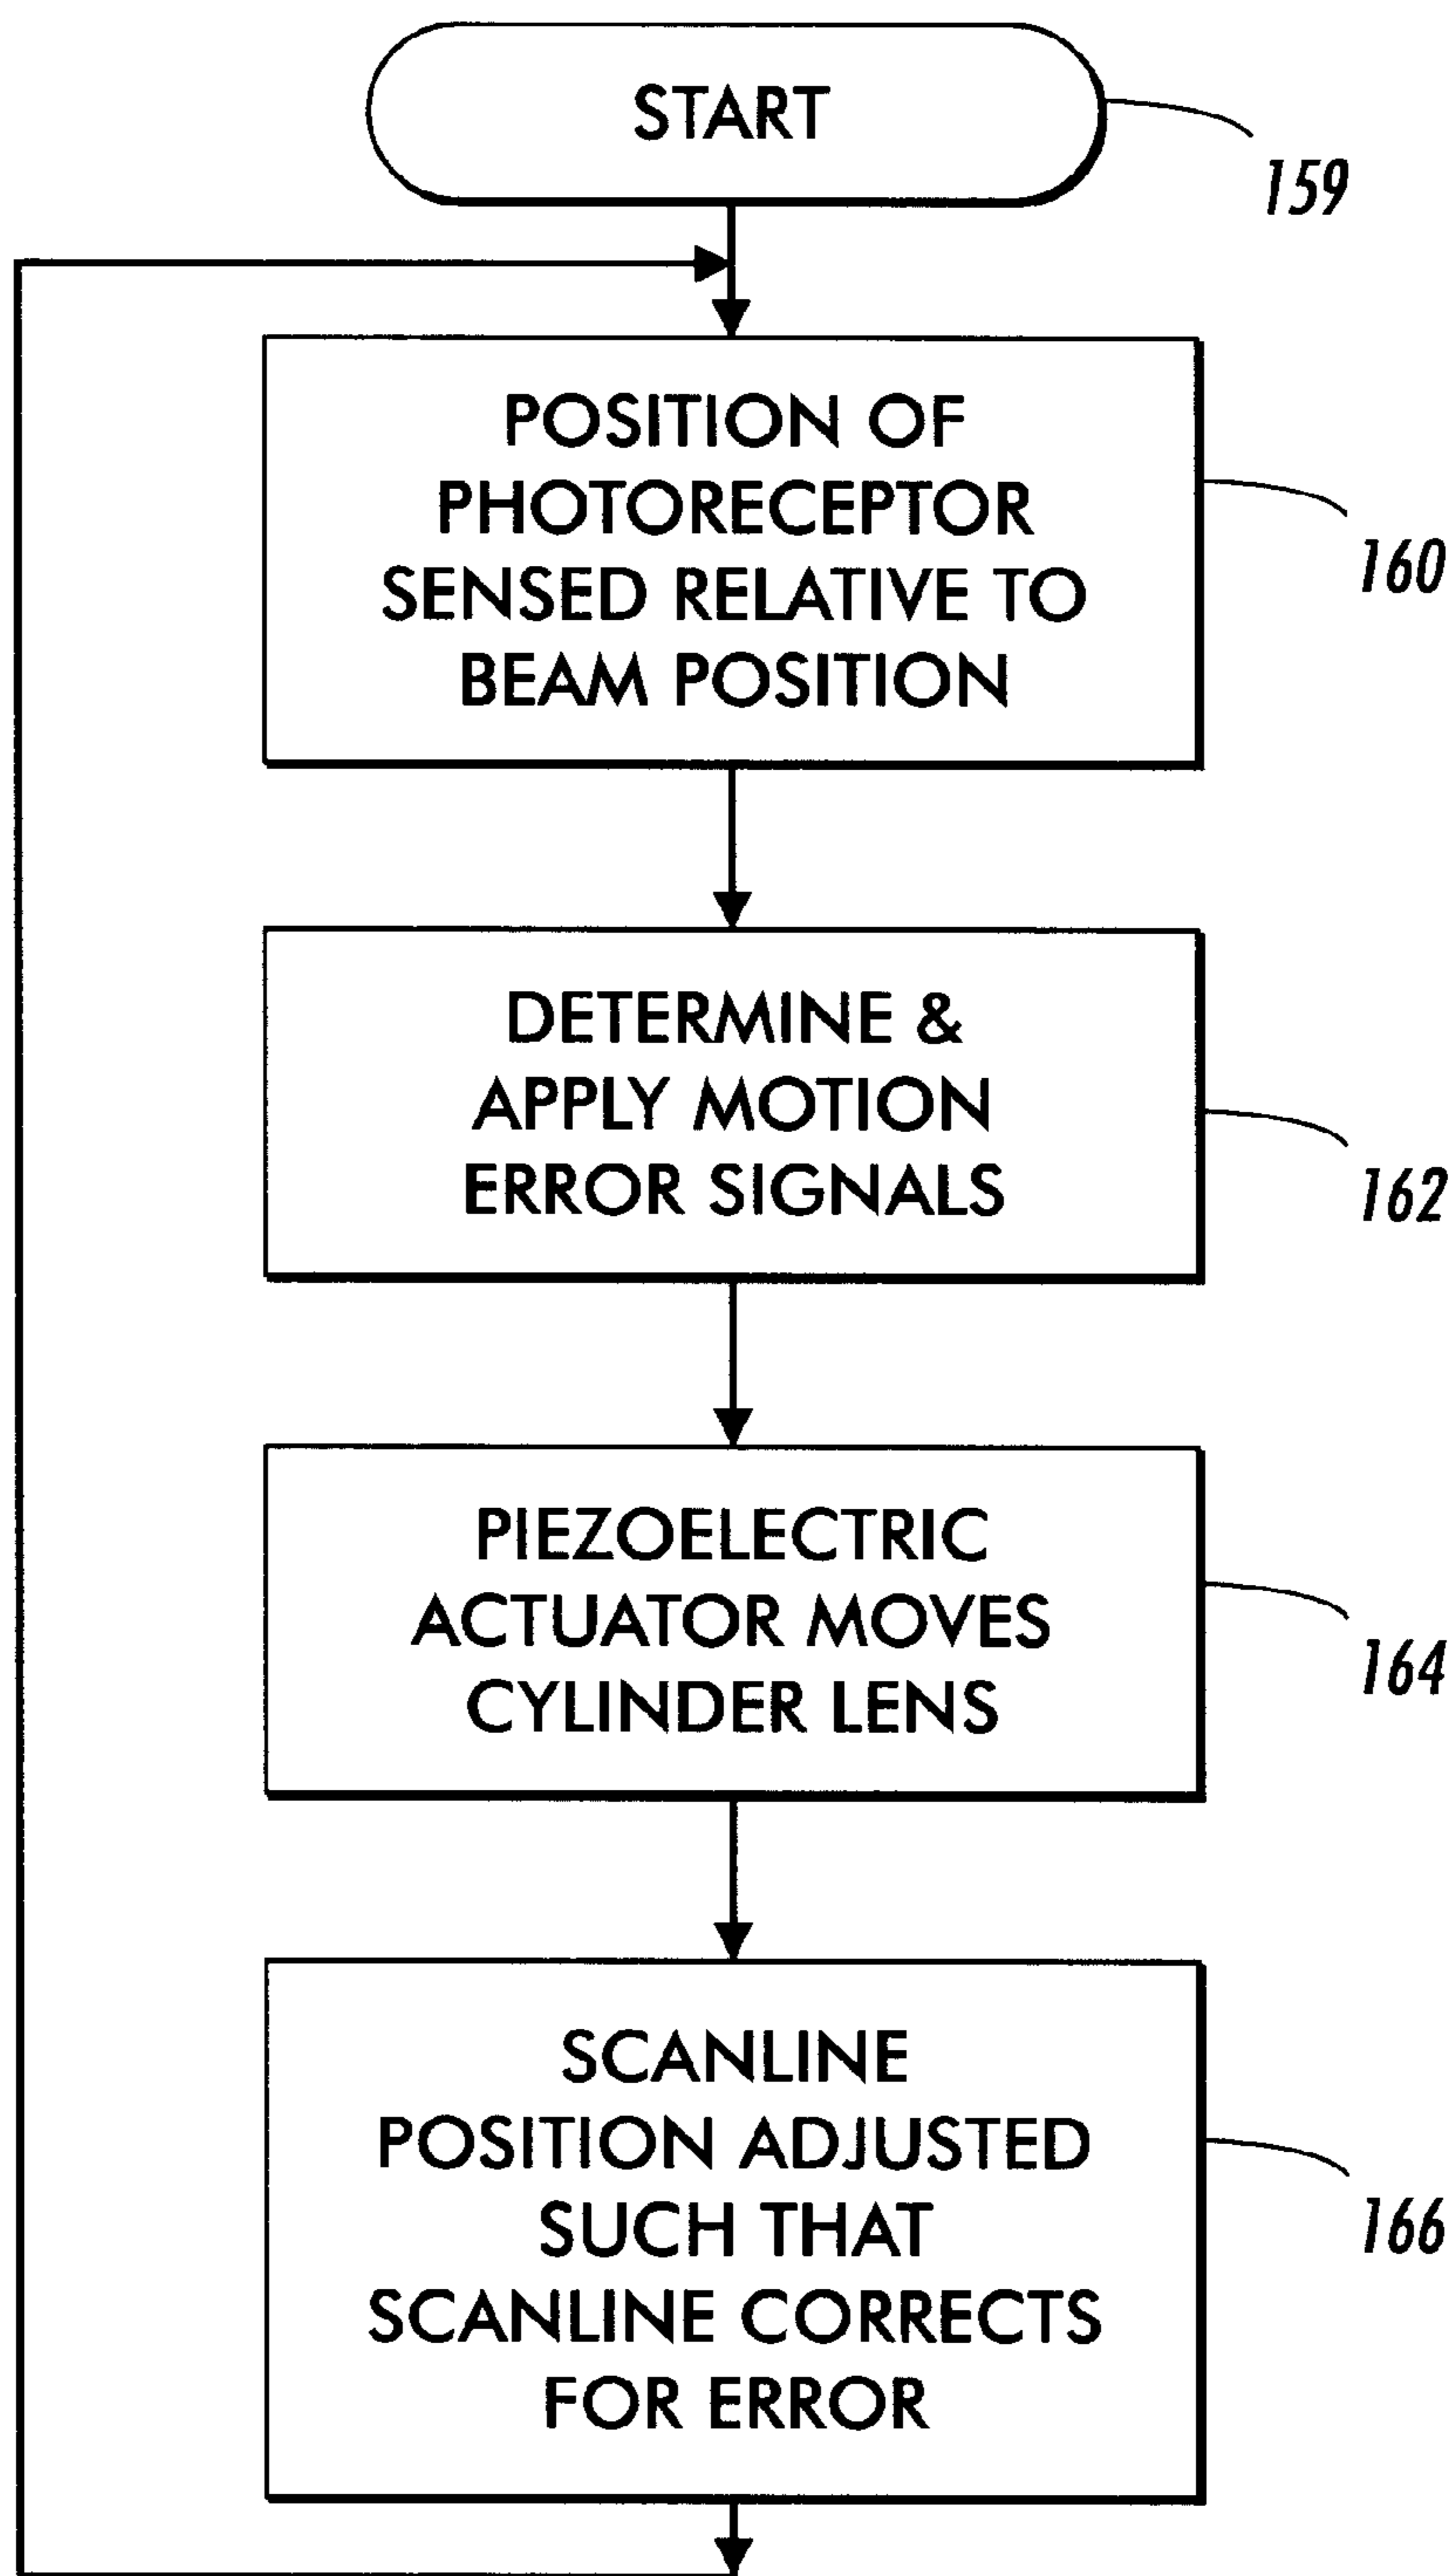 START
159
POSITION OF
PHOTORECEPTOR
SENSED RELATIVE TO
BEAM POSITION
160
DETERMINE &
APPLY MOTION
ERROR SIGNALS
162
PIEZOELECTRIC
ACTUATOR MOVES
CYLINDER LENS
164
SCANLINE
POSITION ADJUSTED
SUCH THAT
SCANLINE CORRECTS
FOR ERROR
166